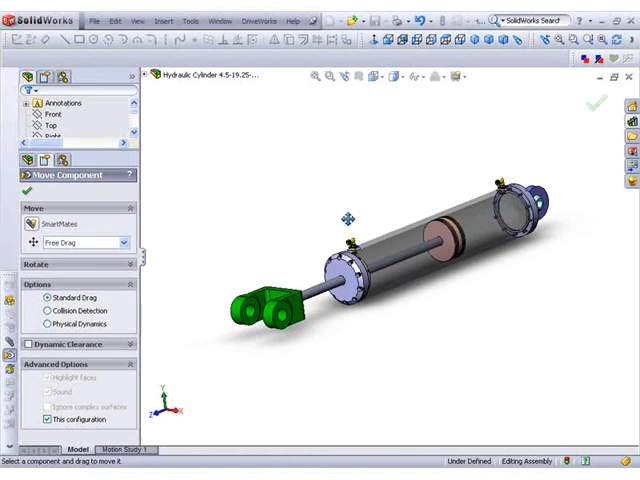 SolidWorks File Edit View Insert Tools Window DriveWorks Help SolidWorks Search
Hydraulic Cylinder 4.5-19.25-...
Annotations
Front
Top
Right
Move Component ?
Move
SmartMates
Free Drag
Rotate
Options
Standard Drag
Collision Detection
Physical Dynamics
Dynamic Clearance
Advanced Options
Highlight faces
Sound
Ignore complex surfaces
This configuration
Y
Z X
Model Motion Study 1
Select a component and drag to move it Under Defined Editing Assembly